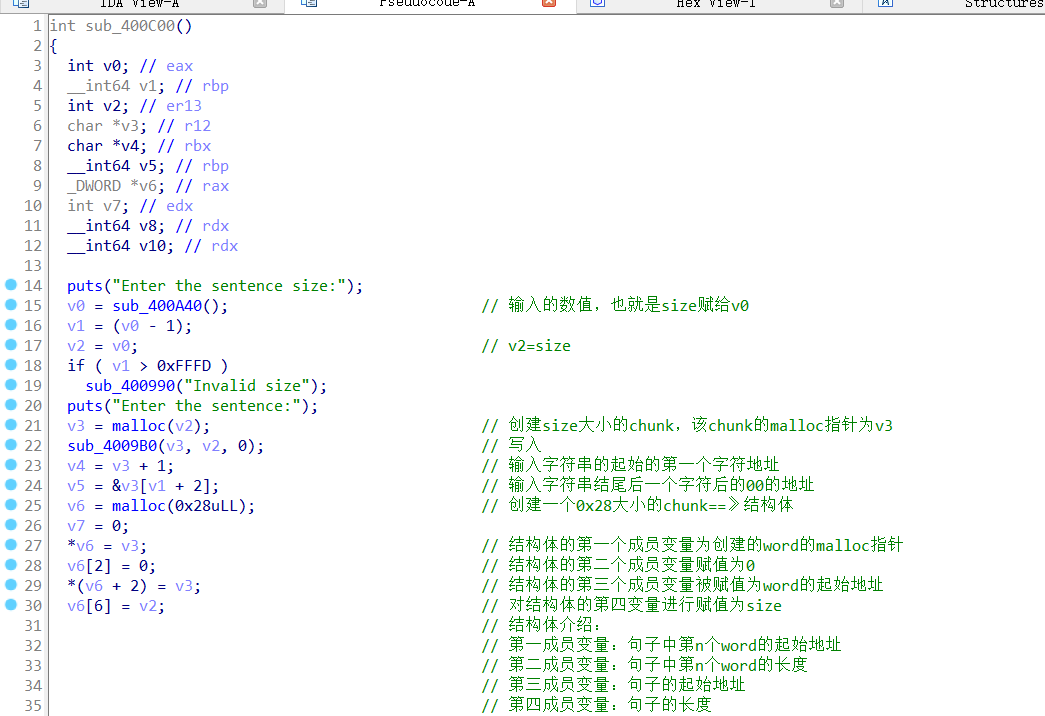 IDA View-A Pseudocode-A Hex View-1 Structures
1 int sub_400C00()
2 {
3 int v0; // eax
4 __int64 v1; // rbp
5 int v2; // er13
6 char *v3; // r12
7 char *v4; // rbx
8 __int64 v5; // rbp
9 _DWORD *v6; // rax
10 int v7; // edx
11 __int64 v8; // rdx
12 __int64 v10; // rdx
13
14 puts("Enter the sentence size:");
15 v0 = sub_400A40(); // 输入的数值，也就是size赋给v0
16 v1 = (v0 - 1);
17 v2 = v0; // v2=size
18 if ( v1 > 0xFFFD )
19 sub_400990("Invalid size");
20 puts("Enter the sentence:");
21 v3 = malloc(v2); // 创建size大小的chunk，该chunk的malloc指针为v3
22 sub_4009B0(v3, v2, 0); // 写入
23 v4 = v3 + 1; // 输入字符串的起始的第一个字符地址
24 v5 = &v3[v1 + 2]; // 输入字符串结尾后一个字符后的00的地址
25 v6 = malloc(0x28uLL); // 创建一个0x28大小的chunk==》结构体
26 v7 = 0;
27 *v6 = v3; // 结构体的第一个成员变量为创建的word的malloc指针
28 v6[2] = 0; // 结构体的第二个成员变量赋值为0
29 *(v6 + 2) = v3; // 结构体的第三个成员变量被赋值为word的起始地址
30 v6[6] = v2; // 对结构体的第四变量进行赋值为size
31 // 结构体介绍：
32 // 第一成员变量：句子中第n个word的起始地址
33 // 第二成员变量：句子中第n个word的长度
34 // 第三成员变量：句子的起始地址
35 // 第四成员变量：句子的长度